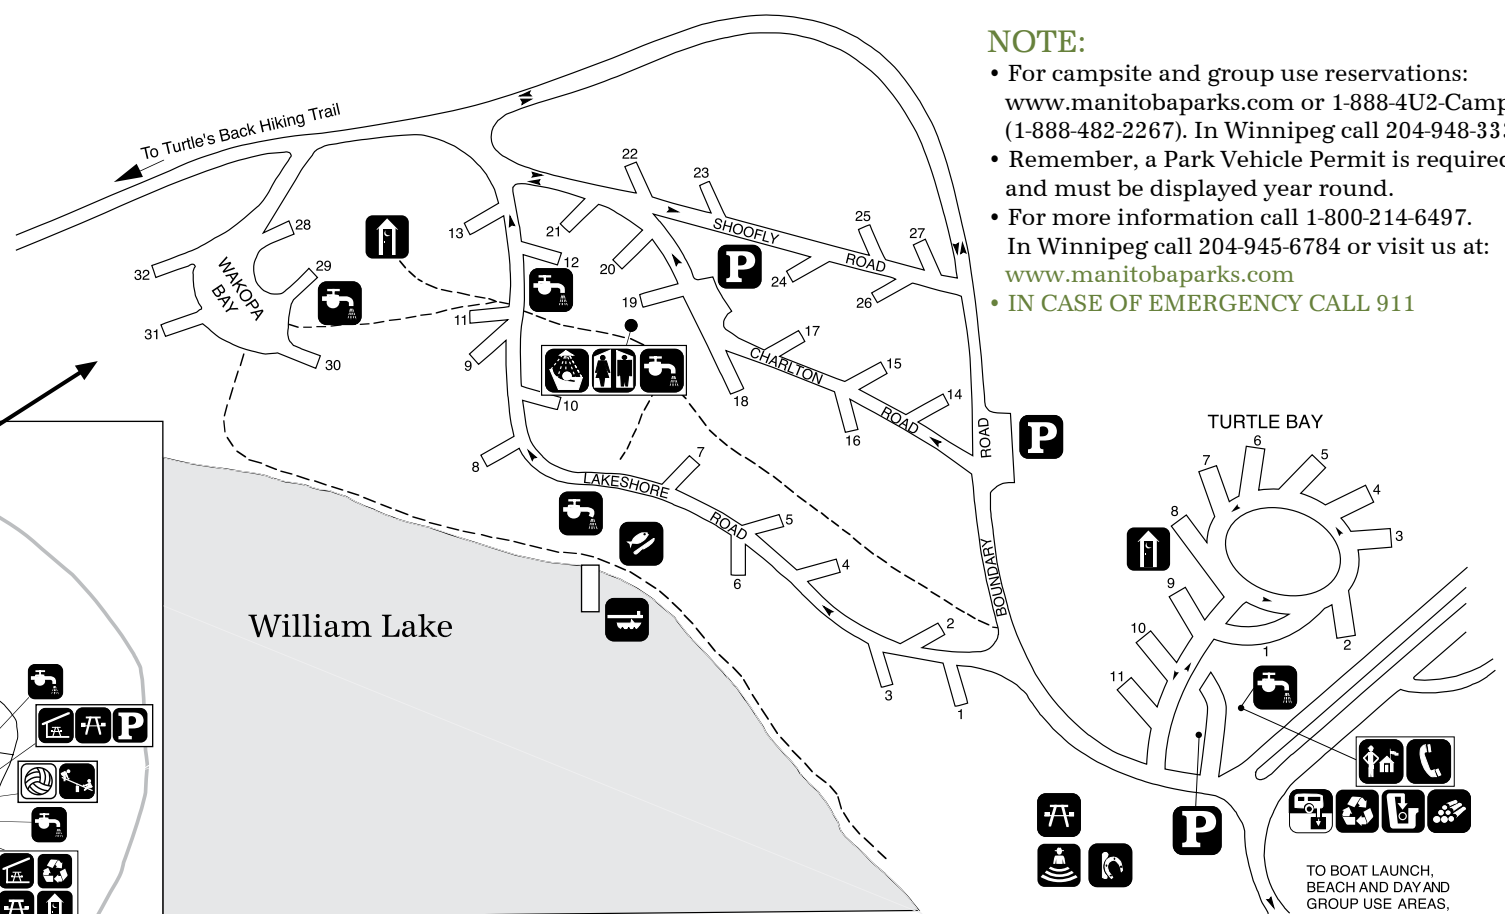 NOTE:
• For campsite and group use reservations:
www.manitobaparks.com or 1-888-4U2-Camp
(1-888-482-2267). In Winnipeg call 204-948-333
• Remember, a Park Vehicle Permit is required
and must be displayed year round.
• For more information call 1-800-214-6497.
In Winnipeg call 204-945-6784 or visit us at:
www.manitobaparks.com
• IN CASE OF EMERGENCY CALL 911
To Turtle's Back Hiking Trail
22
23
SHOOFLY
ROAD
25
27
24
26
21
20
19
13
12
11
9
10
8
28
29
WAKOPA
BAY
32
31
30
P
17
CHARLTON
ROAD
15
14
18
16
ROAD
BOUNDARY
P
7
LAKESHORE
ROAD
5
6
4
2
3
1
William Lake
TURTLE BAY
6
5
7
4
8
3
9
10
11
1
2
P
P
TO BOAT LAUNCH,
BEACH AND DAY AND
GROUP USE AREAS,